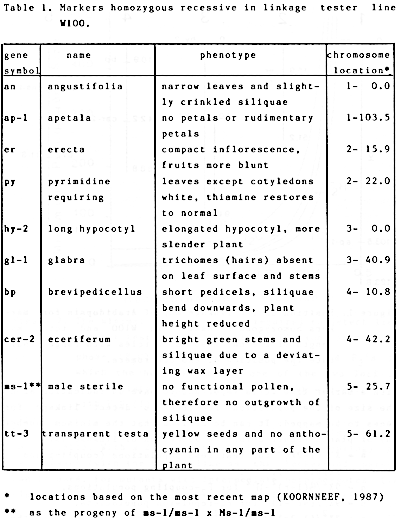 Table 1. Markers homozygous recessive in linkage tester line
W100.
gene name phenotype chromosome
symbol location*
an angustifolia narrow leaves and slight- 1- 0.0
ly crinkled siliquae
ap-1 apetala no petals or rudimentary 1-103.5
petals
er erecta compact inflorescence, 2- 15.9
fruits more blunt
py pyrimidine leaves except cotyledons 2- 22.0
requiring white, thiamine restores
to normal
hy-2 long hypocotyl elongated hypocotyl, more 3- 0.0
slender plant
gl-1 glabra trichomes (hairs) absent 3- 40.9
on leaf surface and stems
bp brevipedicellus short pedicels, siliquae 4- 10.8
bend downwards, plant
height reduced
cer-2 eceriferum bright green stems and 4- 42.2
siliquae due to a deviat-
ing wax layer
ms-1** male sterile no functional pollen, 5- 25.7
therefore no outgrowth of
siliquae
tt-3 transparent testa yellow seeds and no antho- 5- 61.2
cyanin in any part of the
plant
* locations based on the most recent map (KOORNNEEF, 1987)
** as the progeny of ms-1/ms-1 x Ms-1/ms-1